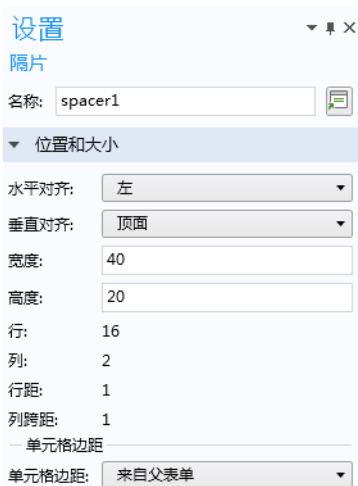 设置
隔片
名称: spacer1
位置和大小
水平对齐: 左
垂直对齐: 顶面
宽度: 40
高度: 20
行: 16
列: 2
行距: 1
列跨距: 1
单元格边距
单元格边距: 来自父表单